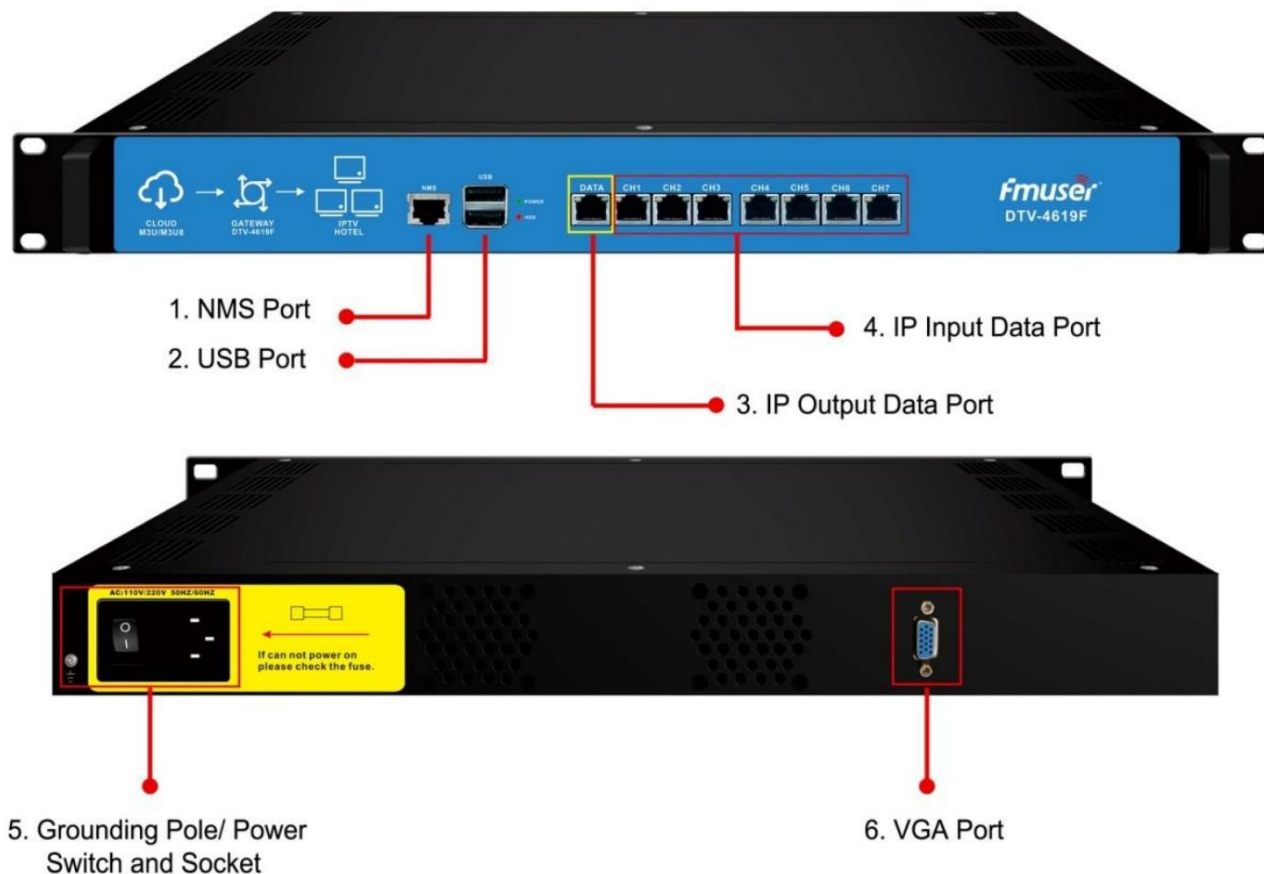 CLOUD
M3U/M3U8
GATEWAY
DTV-4619F
IPTV
HOTEL
NMS
USB
POWER
HDD
DATA CH1 CH2 CH3 CH4 CH5 CH6 CH7
Fmuser
DTV-4619F
1. NMS Port
2. USB Port
4. IP Input Data Port
3. IP Output Data Port
AC:110V/220V 50HZ/60HZ
If can not power on
please check the fuse.
5. Grounding Pole/ Power
Switch and Socket
6. VGA Port